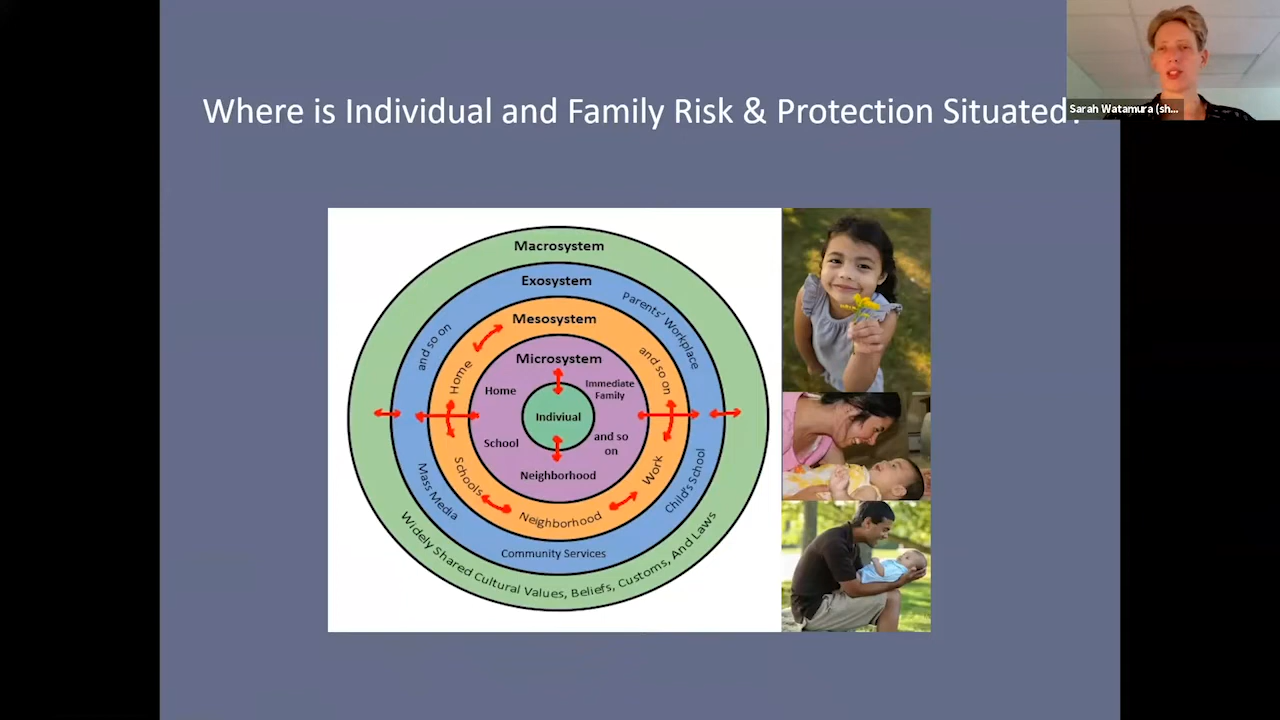 Where is Individual and Family Risk & Protection Situated?
Sarah Watamura (sh...
Macrosystem
Exosystem
Parents' Workplace
and so on
Mesosystem
Home
and so on
Microsystem
Home
Immediate
Family
Indiviual
School
and so
on
Neighborhood
Schools
Work
Neighborhood
Mass Media
Child's School
Community Services
Widely Shared Cultural Values, Beliefs, Customs, And Laws